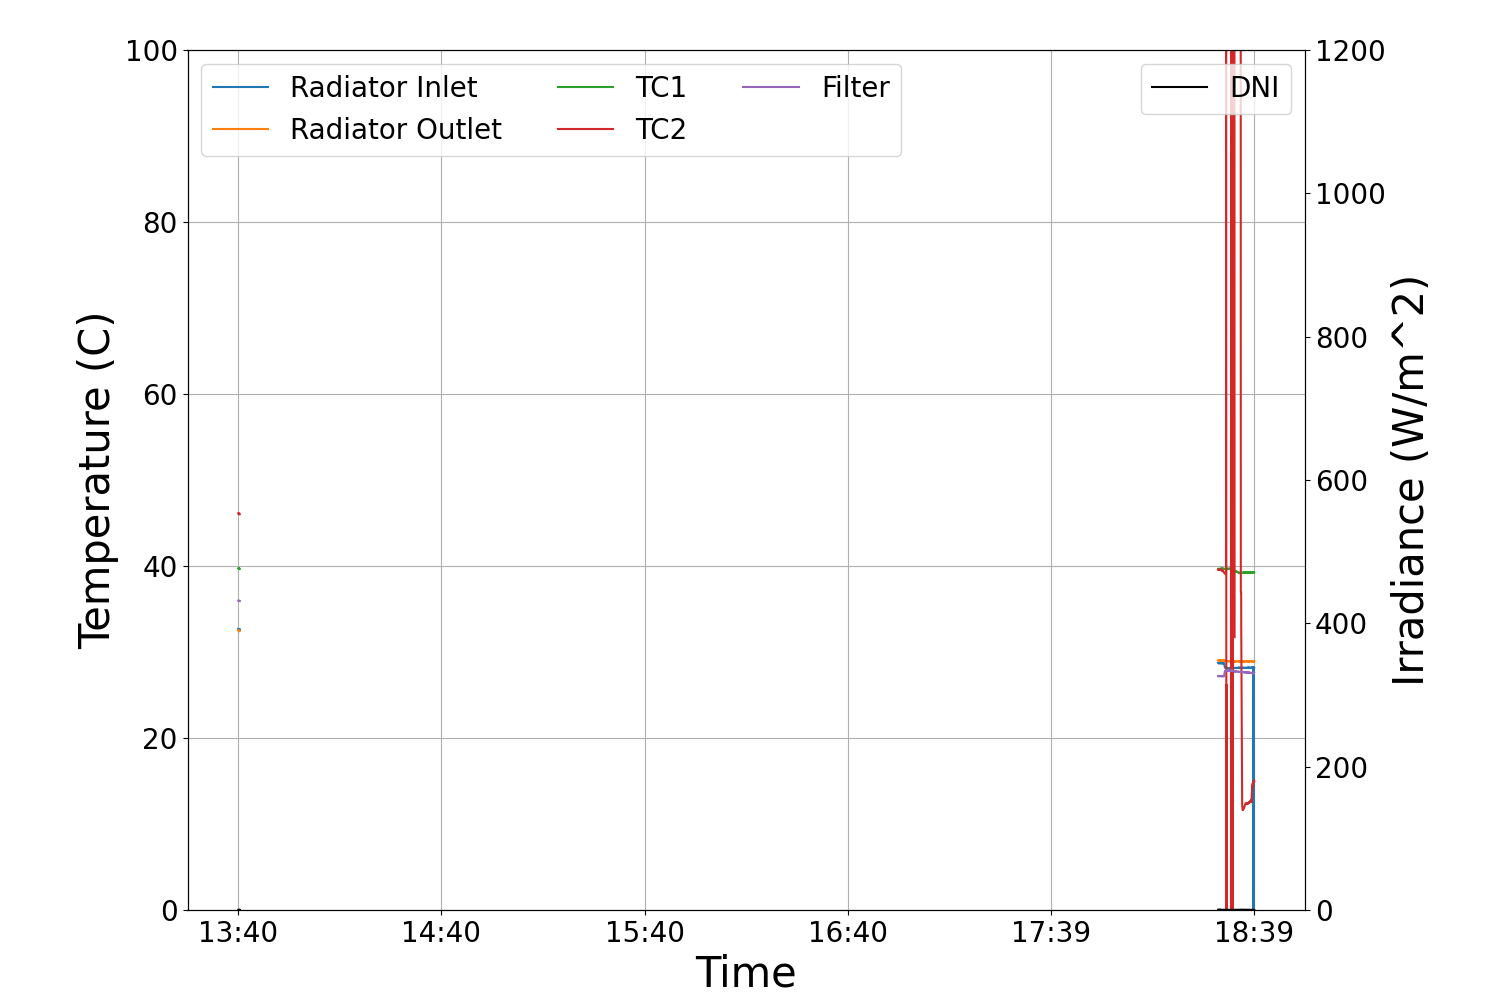 100
80
60
40
20
0
Temperature (C)
Radiator Inlet
Radiator Outlet
TC1
TC2
Filter
DNI
1200
1000
800
600
400
200
0
Irradiance (W/m^2)
13:40 14:40 15:40 16:40 17:39 18:39
Time